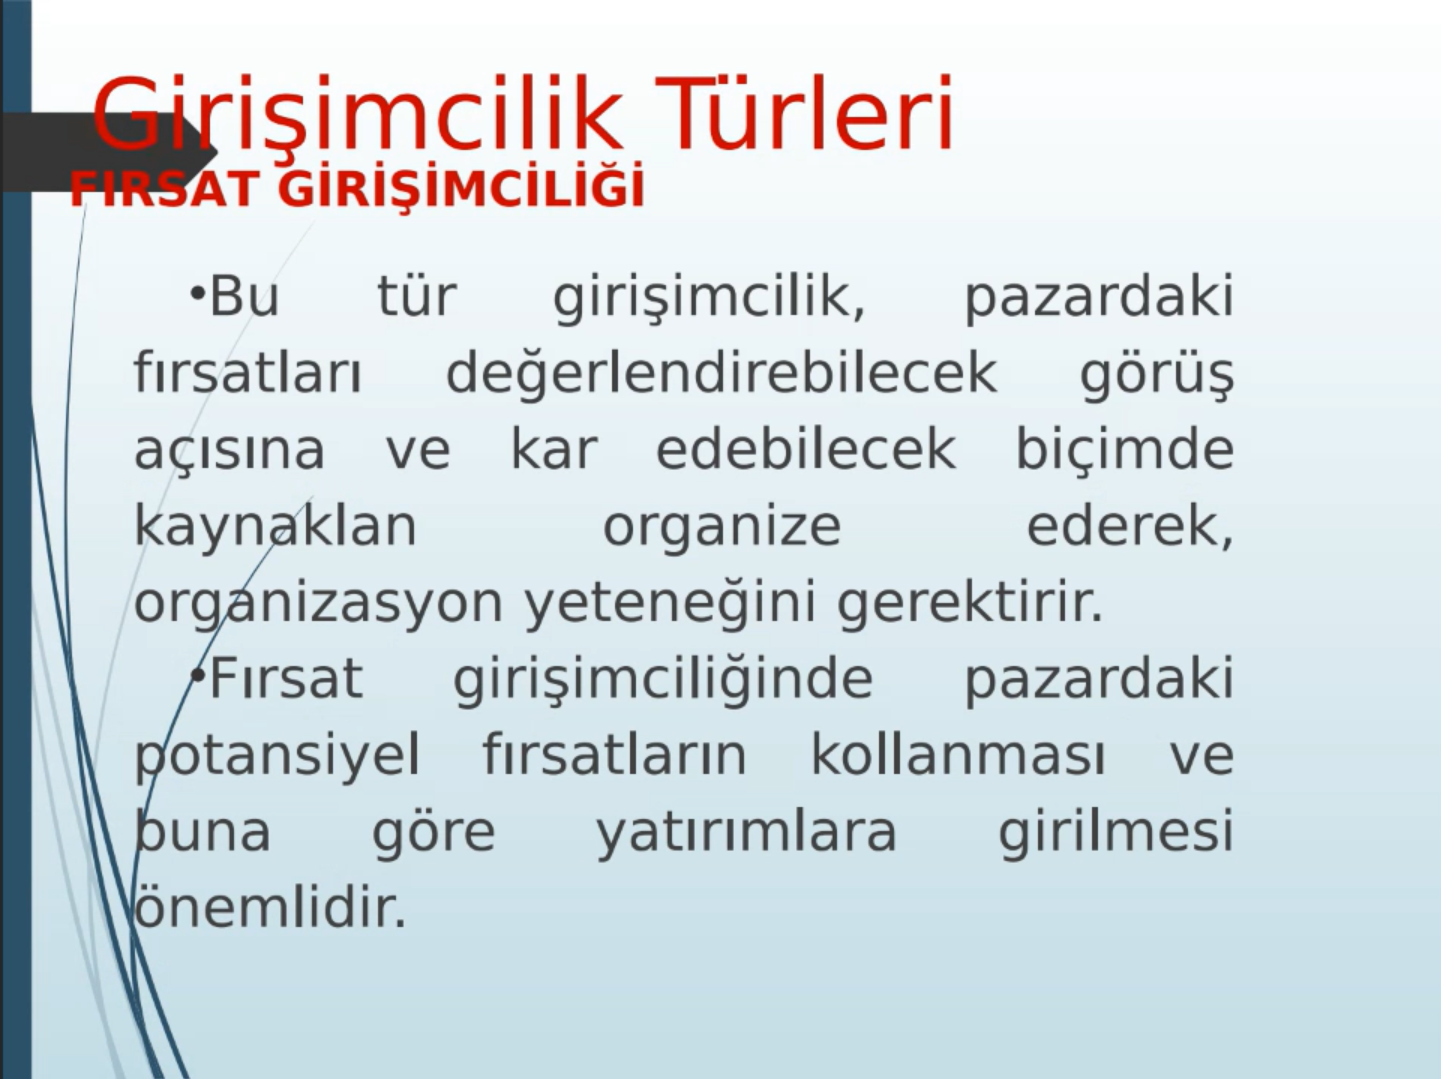 Girişimcilik Türleri
FIRSAT GİRİŞİMCİLİĞİ
•Bu tür girişimcilik, pazardaki
fırsatları değerlendirebilecek görüş
açısına ve kar edebilecek biçimde
kaynaklan organize ederek,
organizasyon yeteneğini gerektirir.
•Fırsat girişimciliğinde pazardaki
potansiyel fırsatların kollanması ve
buna göre yatırımlara girilmesi
önemlidir.